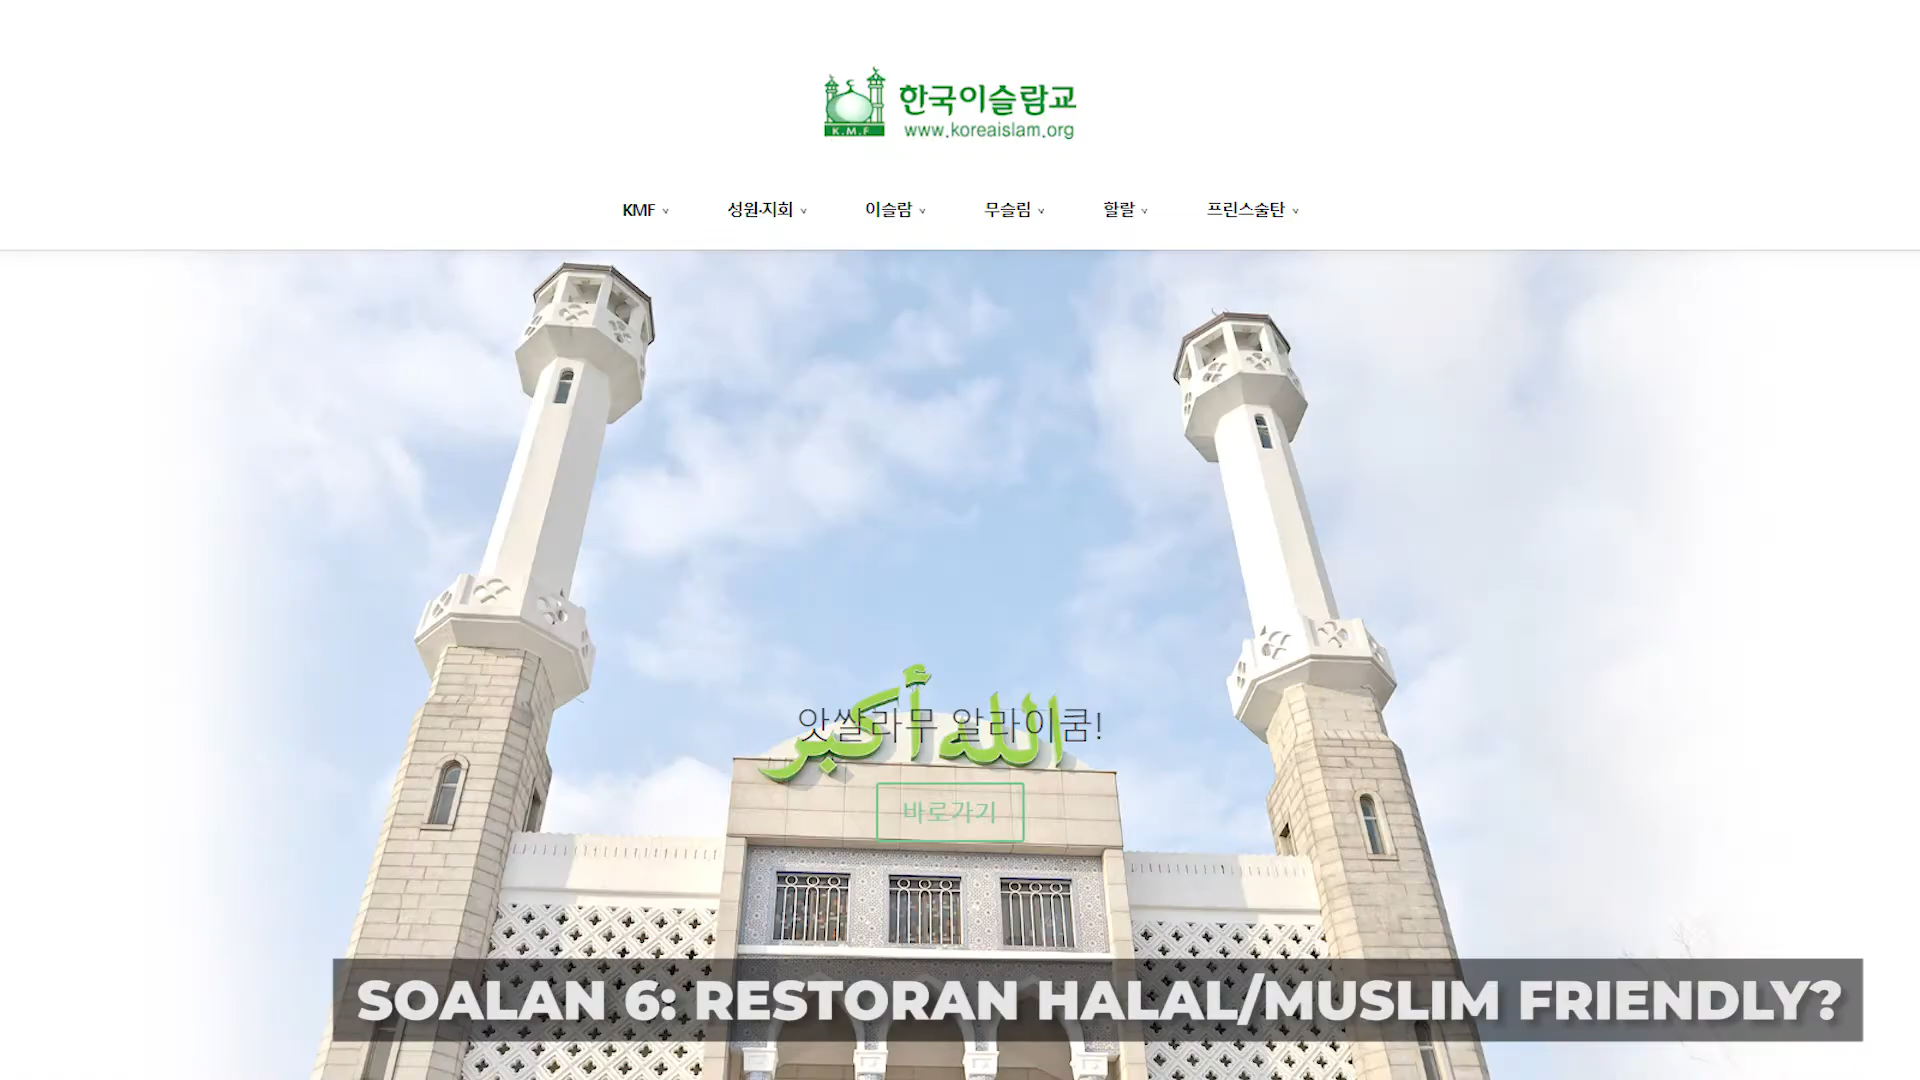 K.M.F
한국이슬람교
www.koreaislam.org
KMF 성원·지회 이슬람 무슬림 할랄 프린스술탄
الله أكبر
앗쌀라무 알라이쿰!
바로가기
SOALAN 6: RESTORAN HALAL/MUSLIM FRIENDLY?